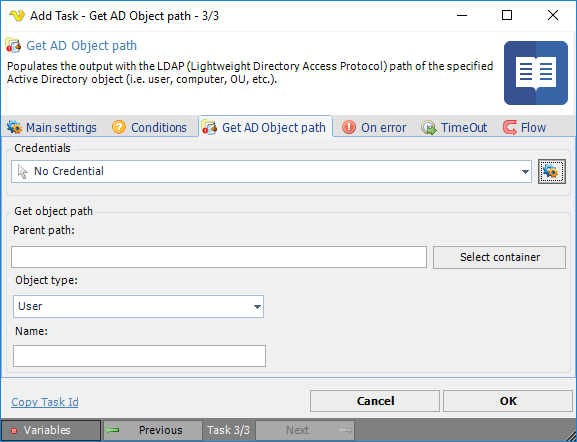 Add Task - Get AD Object path - 3/3
Get AD Object path
Populates the output with the LDAP (Lightweight Directory Access Protocol) path of the specified
Active Directory object (i.e. user, computer, OU, etc.).
Main settings Conditions Get AD Object path On error TimeOut Flow
Credentials
No Credential
Get object path
Parent path:
Select container
Object type:
User
Name:
Copy Task Id Cancel OK
Variables Previous Task 3/3 Next